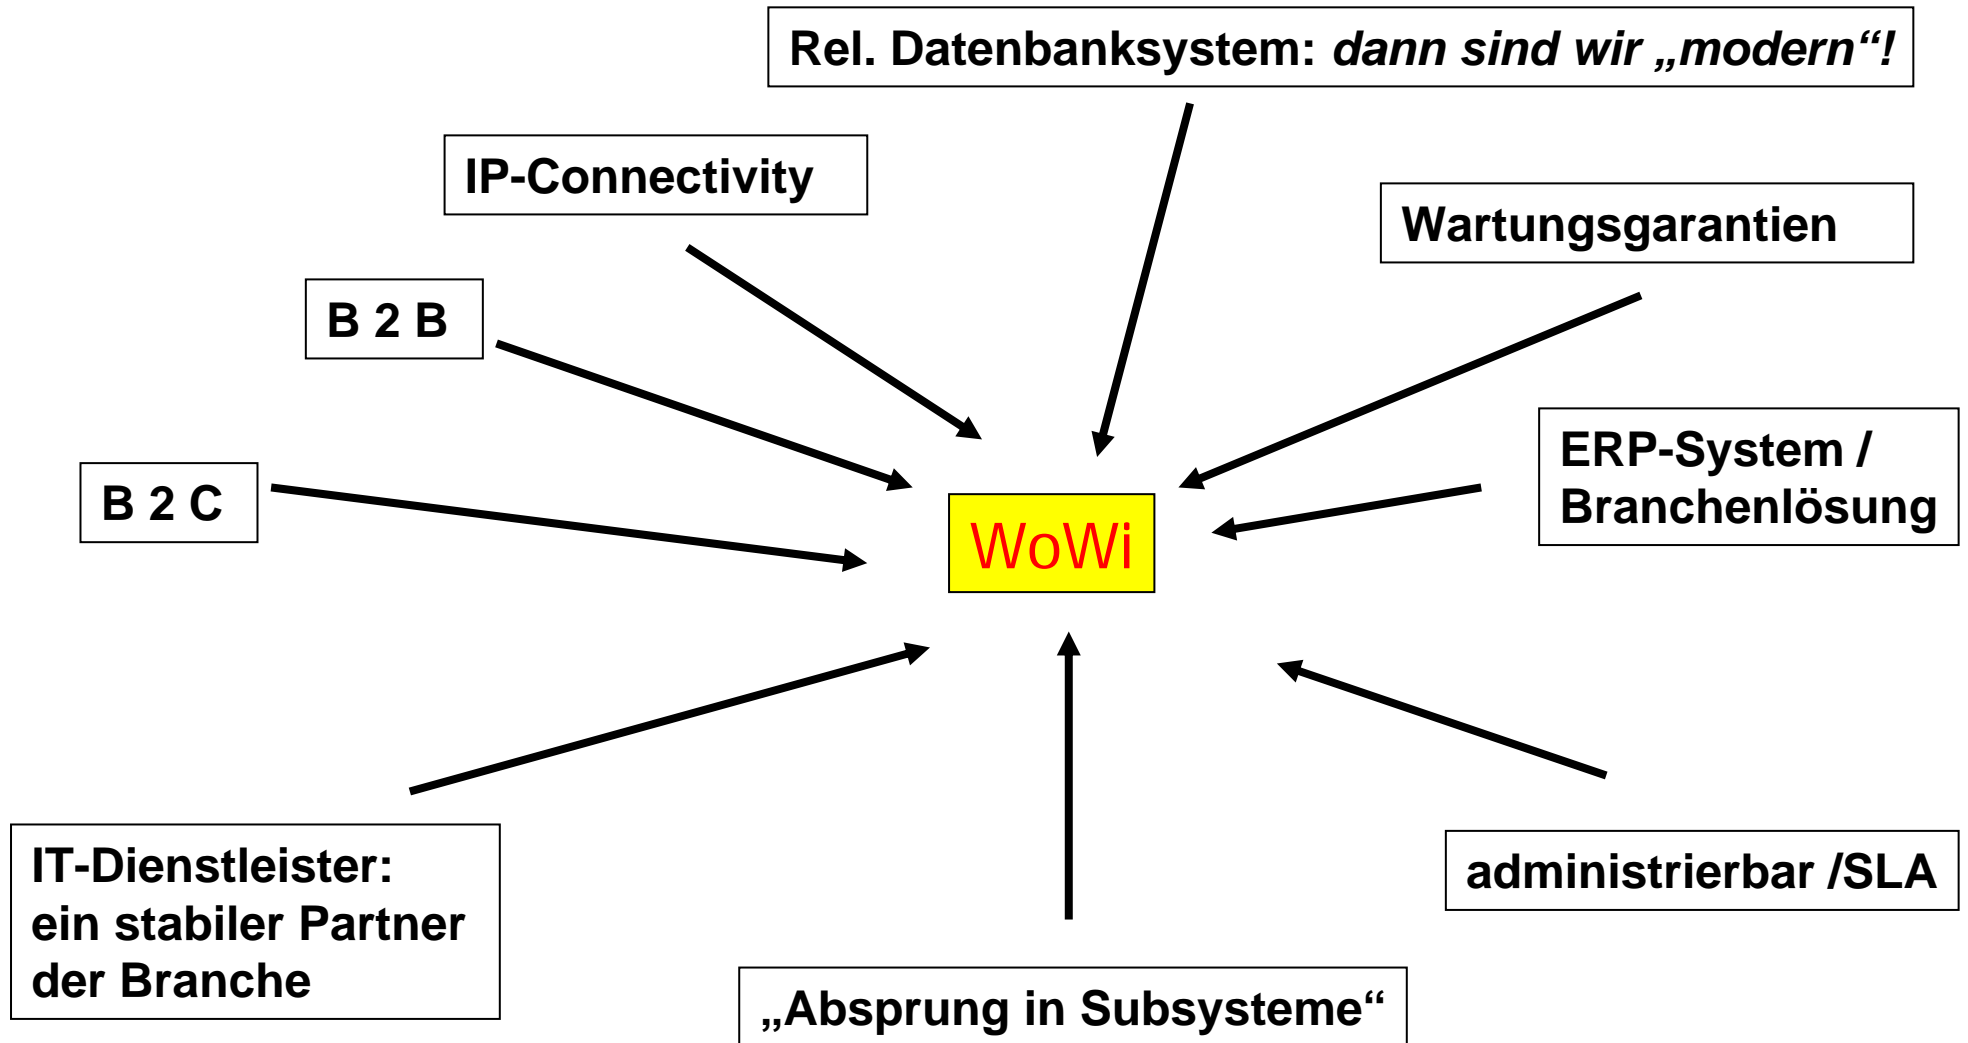 Rel. Datenbanksystem: dann sind wir „modern“!
IP-Connectivity
Wartungsgarantien
B 2 B
ERP-System /
Branchenlösung
B 2 C
WoWi
IT-Dienstleister:
ein stabiler Partner
der Branche
administrierbar /SLA
„Absprung in Subsysteme“